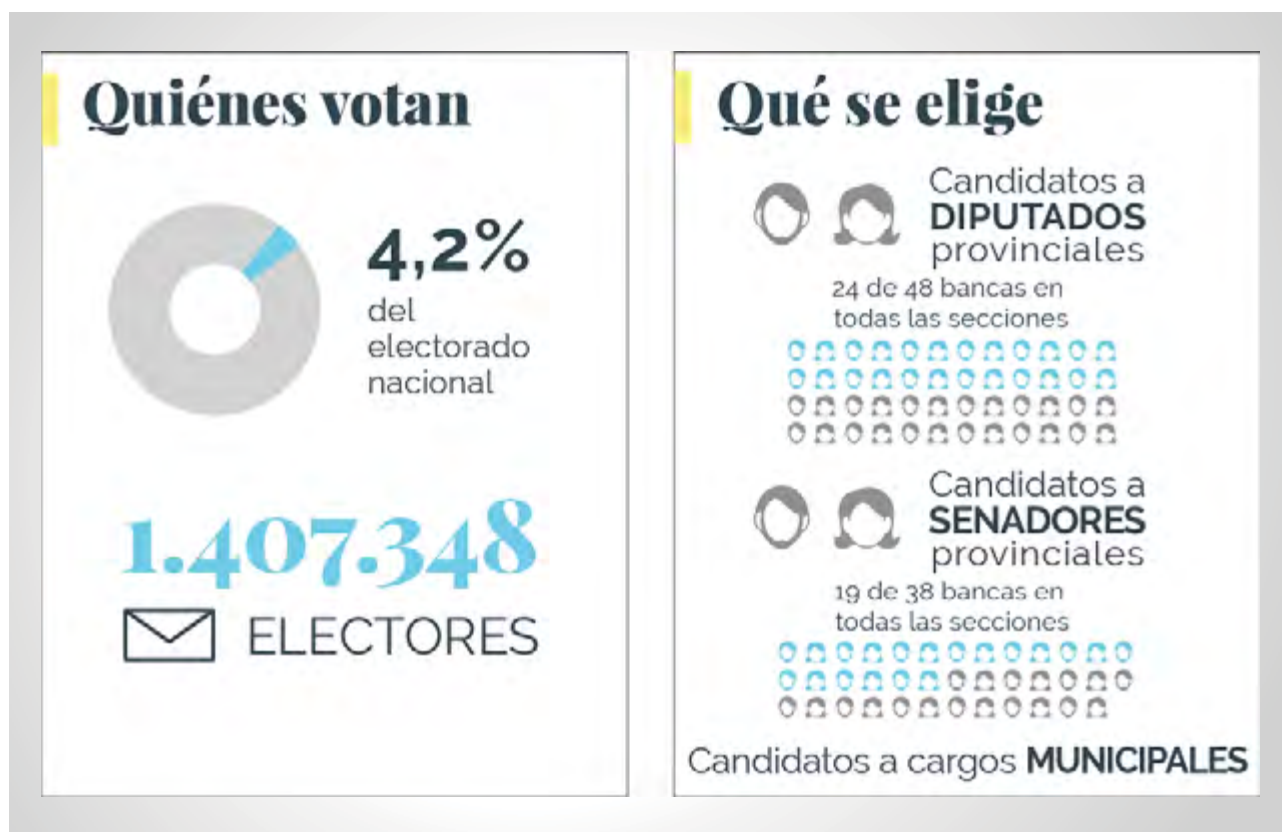 Quiénes votan
4,2%
del
electorado
nacional
1.407.348
ELECTORES
Qué se elige
Candidatos a
DIPUTADOS
provinciales
24 de 48 bancas en
todas las secciones
Candidatos a
SENADORES
provinciales
19 de 38 bancas en
todas las secciones
Candidatos a cargos MUNICIPALES